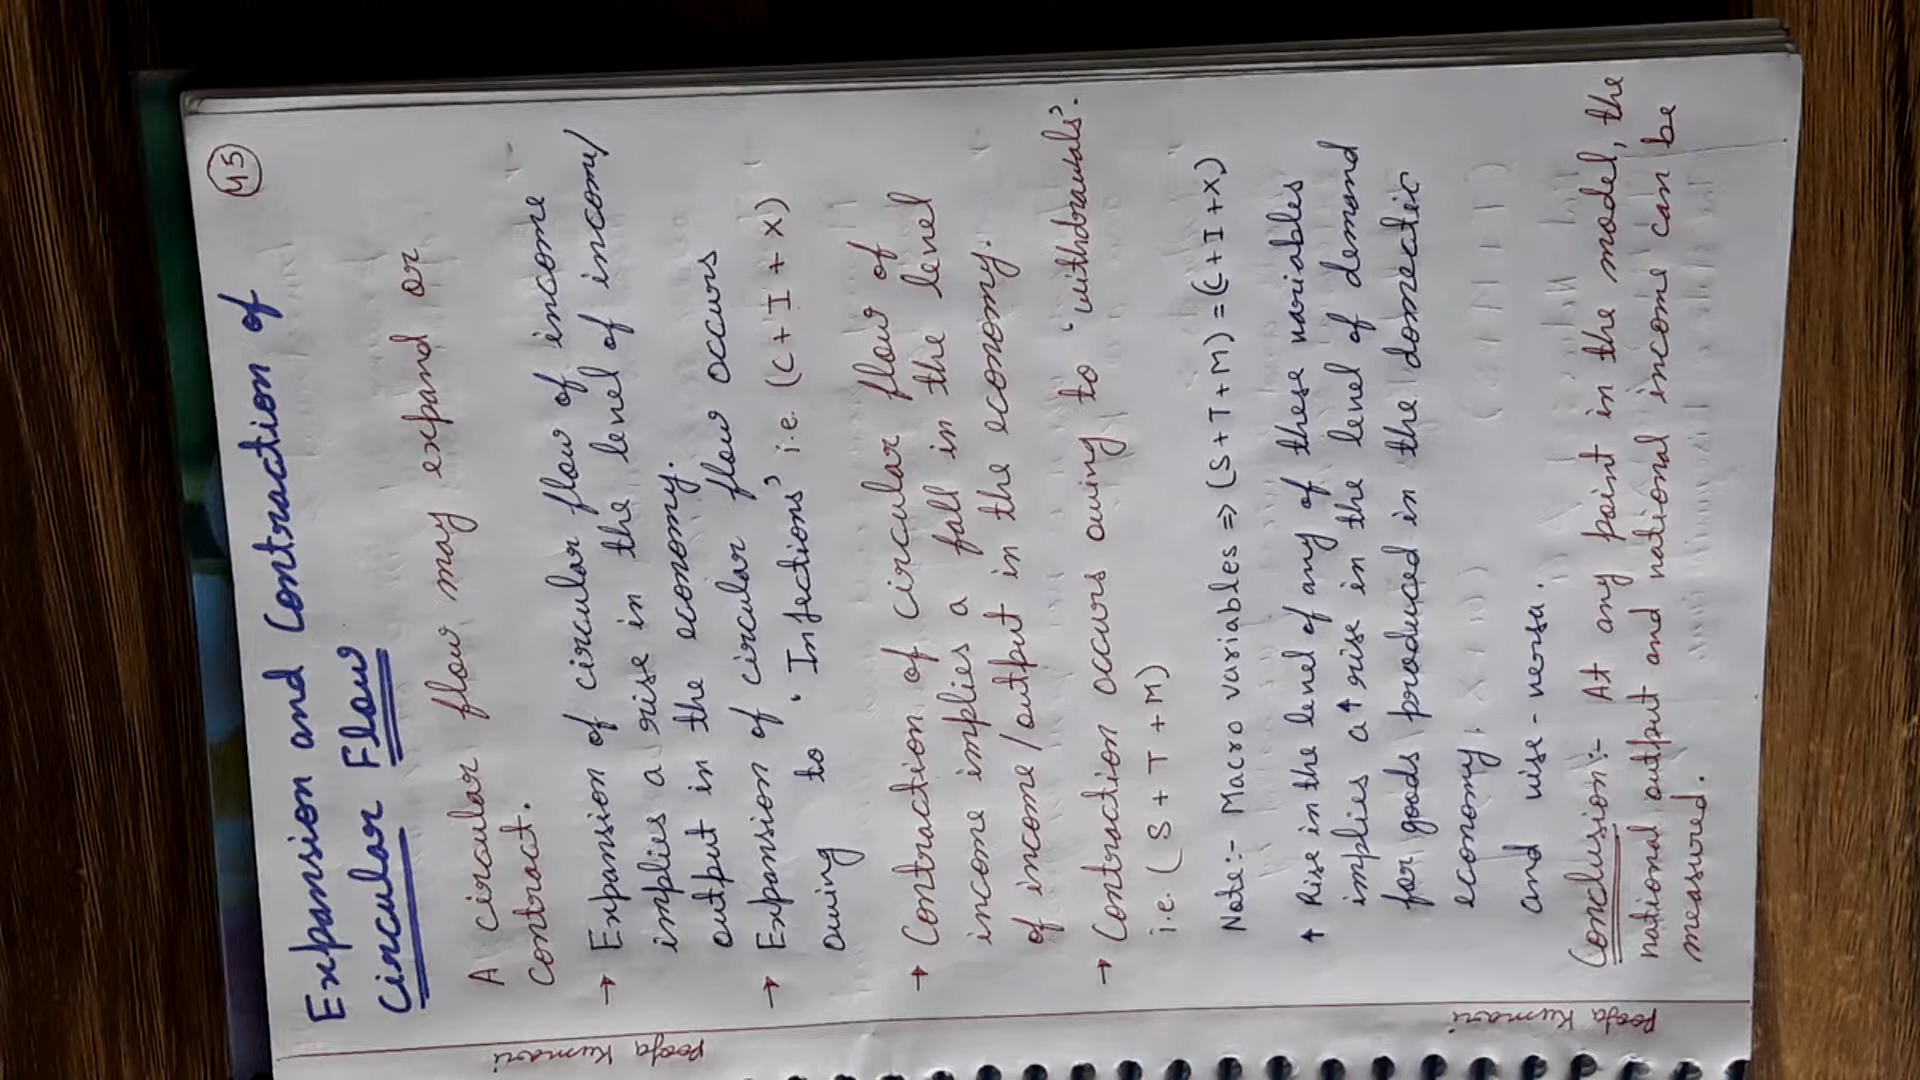 45
Expansion and Contraction of
Circular Flow
A circular flow may expand or
contract.
→ Expansion of circular flow of income
implies a rise in the level of income/
output in the economy.
→ Expansion of circular flow occurs
owing to 'Injections' i.e. (C + I + X)
→ Contraction of circular flow of
income implies a fall in the level
of income/output in the economy.
→ Contraction occurs owing to 'withdrawals'.
i.e. (S + T + M)
Note:- Macro variables ⇒ (S + T + M) = (C + I + X)
↑ Rise in the level of any of these variables
implies a ↑ rise in the level of demand
for goods produced in the domestic
economy.
and vise-versa.
Conclusion:- At any point in the model, the
national output and national income can be
measured.
Pooja Kumari
Pooja Kumari